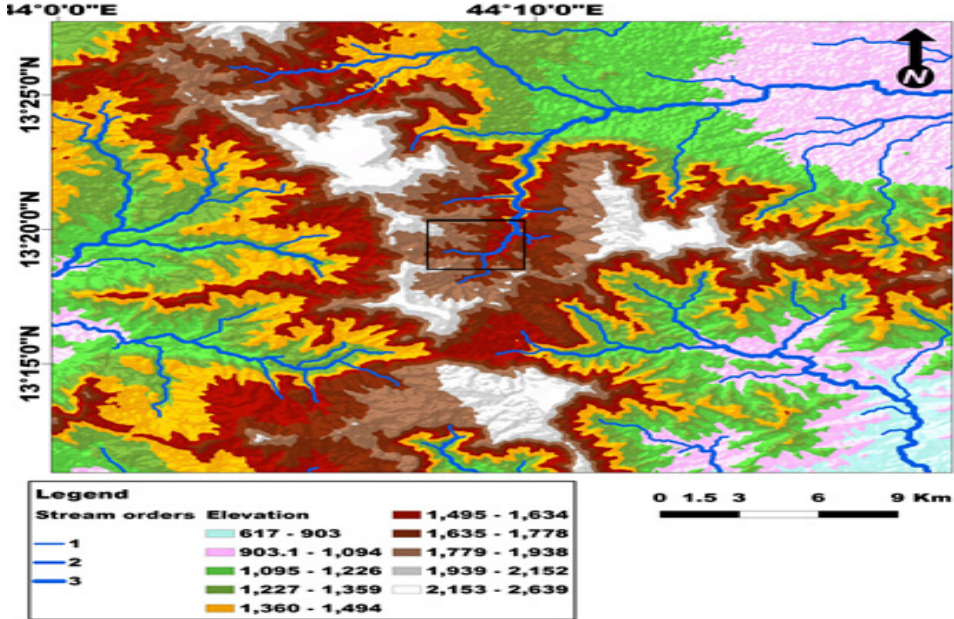 44°0'0"E 44°10'0"E
N
13°25'0"N
13°20'0"N
13°15'0"N
Legend
Stream orders Elevation
1
2
3
617 - 903
903.1 - 1,094
1,095 - 1,226
1,227 - 1,359
1,360 - 1,494
1,495 - 1,634
1,635 - 1,778
1,779 - 1,938
1,939 - 2,152
2,153 - 2,639
0 1.5 3 6 9 Km